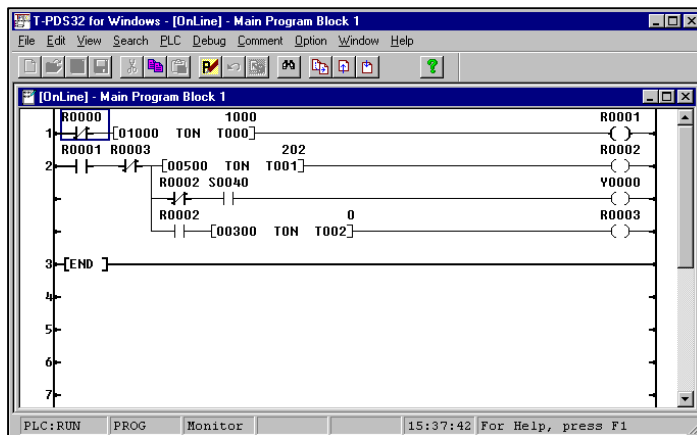 T-PDS32 for Windows - [OnLine] - Main Program Block 1
File Edit View Search PLC Debug Comment Option Window Help
[OnLine] - Main Program Block 1
R0000 1000 R0001
1 [01000 TON T000] ( )
R0001 R0003 202 R0002
2 [00500 TON T001] ( )
R0002 S0040 Y0000
( )
R0002 0 R0003
[00300 TON T002] ( )
3 [END ]
4
5
6
7
PLC:RUN PROG Monitor 15:37:42 For Help, press F1